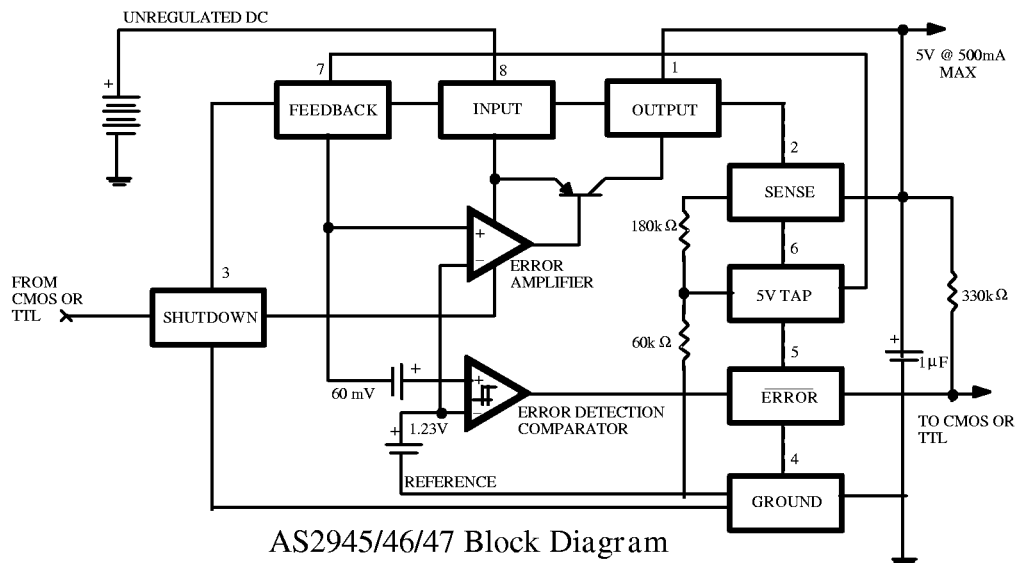 UNREGULATED DC
+
7
8
1
5V @ 500mA
MAX
FEEDBACK
INPUT
OUTPUT
2
SENSE
180k Ω
6
+
−
ERROR
AMPLIFIER
3
FROM
CMOS OR
TTL
SHUTDOWN
5V TAP
330kΩ
60k Ω
5
+
1µF
60 mV
+
+
−
ERROR
ERROR DETECTION
COMPARATOR
TO CMOS OR
TTL
+
1.23V
4
REFERENCE
GROUND
AS2945/46/47 Block Diagram